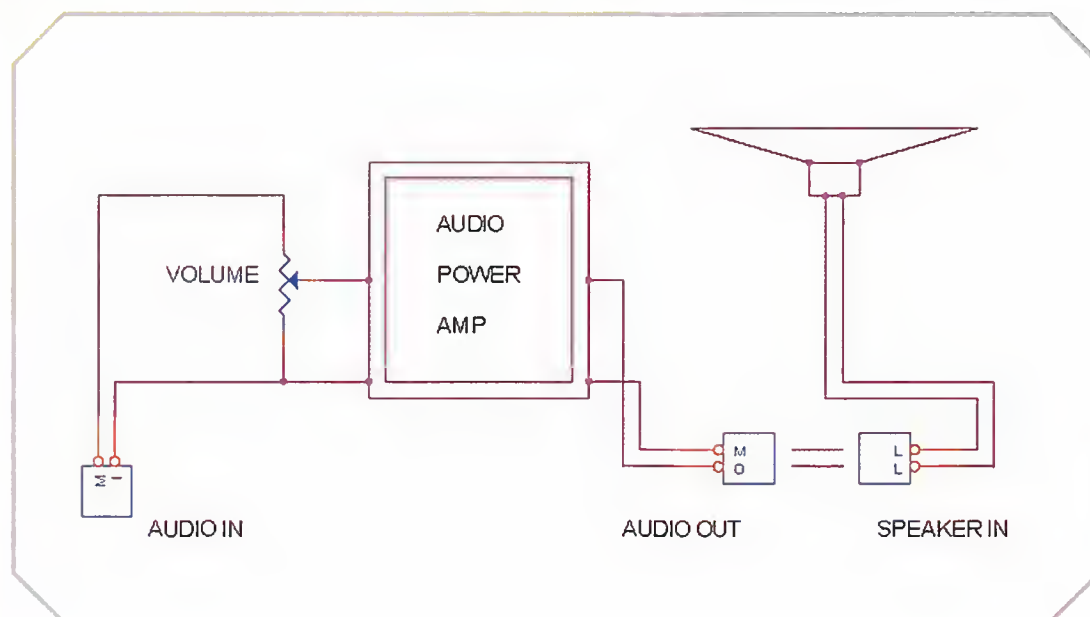 AUDIO
POWER
AMP
VOLUME
M
I
AUDIO IN
M
O
AUDIO OUT
L
L
SPEAKER IN